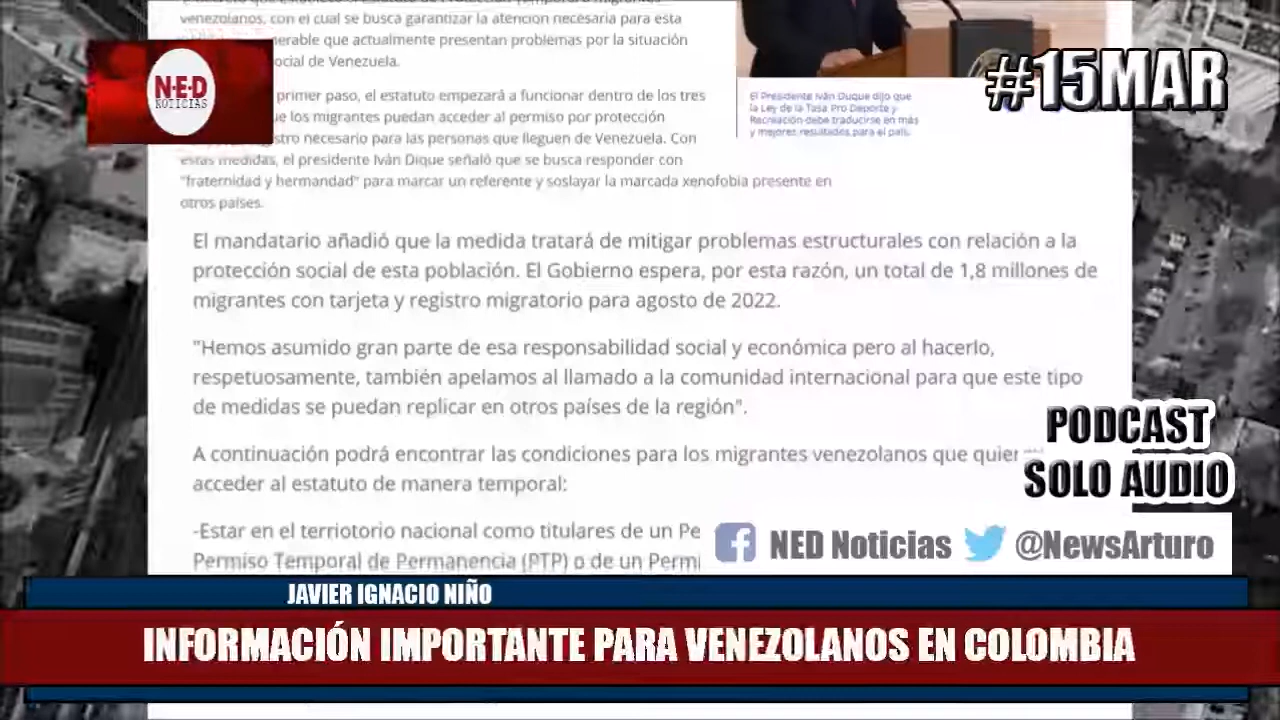 venezolanos, con el cual se busca garantizar la atencion necesaria para esta
nerable que actualmente presentan problemas por la situación
ocial de Venezuela.
primer paso, el estatuto empezará a funcionar dentro de los tres
ue los migrantes puedan acceder al permiso por protección
stro necesario para las personas que lleguen de Venezuela. Con
estas medidas, el presidente Iván Dique señaló que se busca responder con
"fraternidad y hermandad" para marcar un referente y soslayar la marcada xenofobia presente en
otros países.
N·E·D
NOTICIAS
El Presidente Iván Duque dijo que
la Ley de la Tasa Pro Deporte y
Recreación debe traducirse en más
y mejores resultados para el país.
#15MAR
El mandatario añadió que la medida tratará de mitigar problemas estructurales con relación a la
protección social de esta población. El Gobierno espera, por esta razón, un total de 1,8 millones de
migrantes con tarjeta y registro migratorio para agosto de 2022.
"Hemos asumido gran parte de esa responsabilidad social y económica pero al hacerlo,
respetuosamente, también apelamos al llamado a la comunidad internacional para que este tipo
de medidas se puedan replicar en otros países de la región".
A continuación podrá encontrar las condiciones para los migrantes venezolanos que quier
acceder al estatuto de manera temporal:
-Estar en el terriotorio nacional como titulares de un Pe
Permiso Temporal de Permanencia (PTP) o de un Permi
PODCAST
SOLO AUDIO
NED Noticias @NewsArturo
JAVIER IGNACIO NIÑO
INFORMACIÓN IMPORTANTE PARA VENEZOLANOS EN COLOMBIA